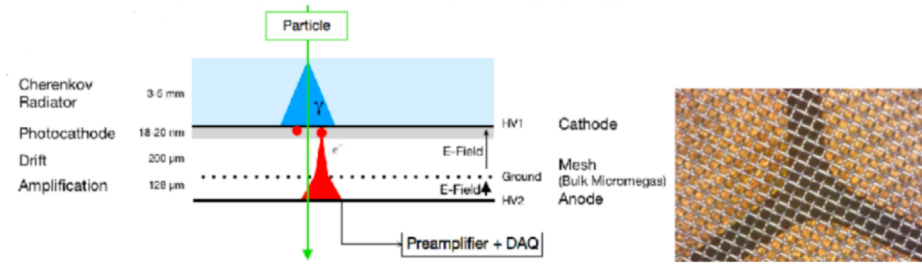 Particle
Cherenkov
Radiator
3-5 mm
γ
HV1
Cathode
Photocathode
18-20 nm
e⁻
E-Field
Drift
200 μm
Ground
Mesh
(Bulk Micromegas)
Amplification
128 μm
E-Field
HV2
Anode
Preamplifier + DAQ